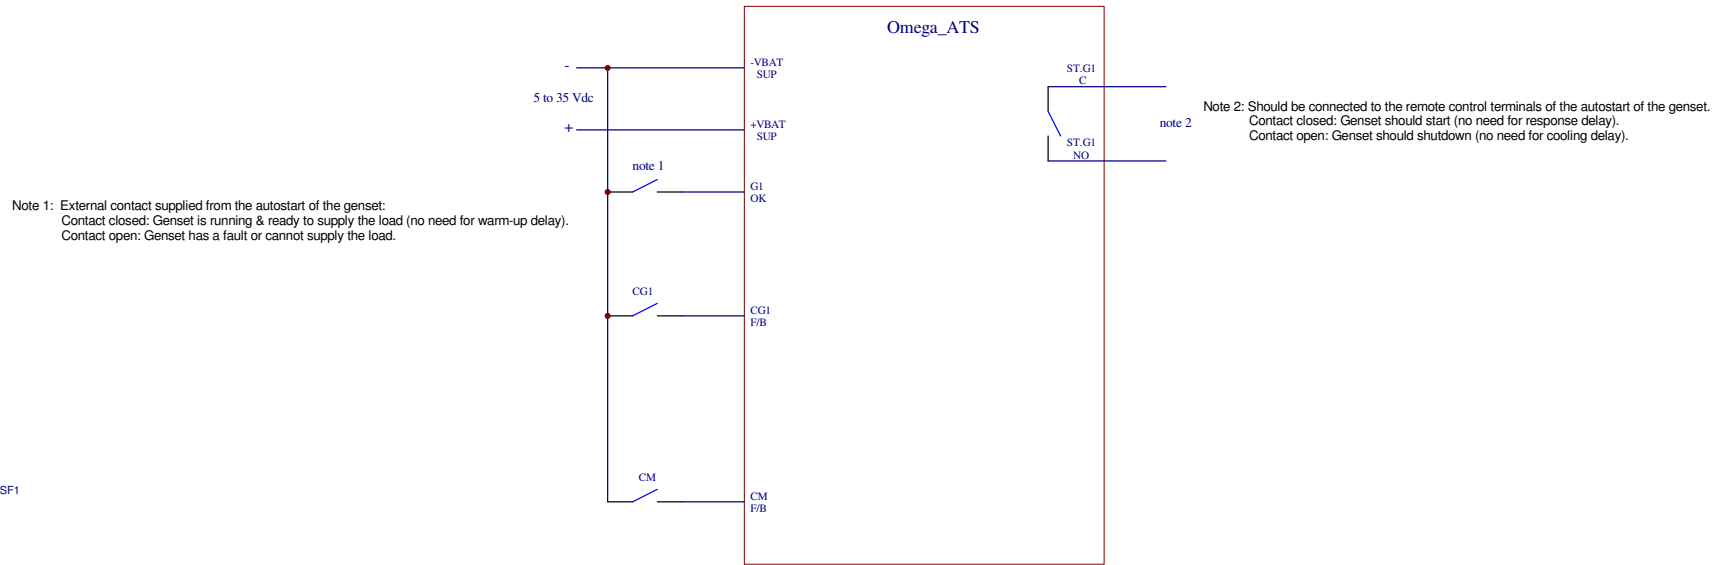 Omega_ATS
-
-VBAT
SUP
5 to 35 Vdc
+
+VBAT
SUP
note 1
G1
OK
Note 1: External contact supplied from the autostart of the genset:
Contact closed: Genset is running & ready to supply the load (no need for warm-up delay).
Contact open: Genset has a fault or cannot supply the load.
CG1
CG1
F/B
CM
CM
F/B
SF1
ST.G1
C
ST.G1
NO
note 2
Note 2: Should be connected to the remote control terminals of the autostart of the genset.
Contact closed: Genset should start (no need for response delay).
Contact open: Genset should shutdown (no need for cooling delay).